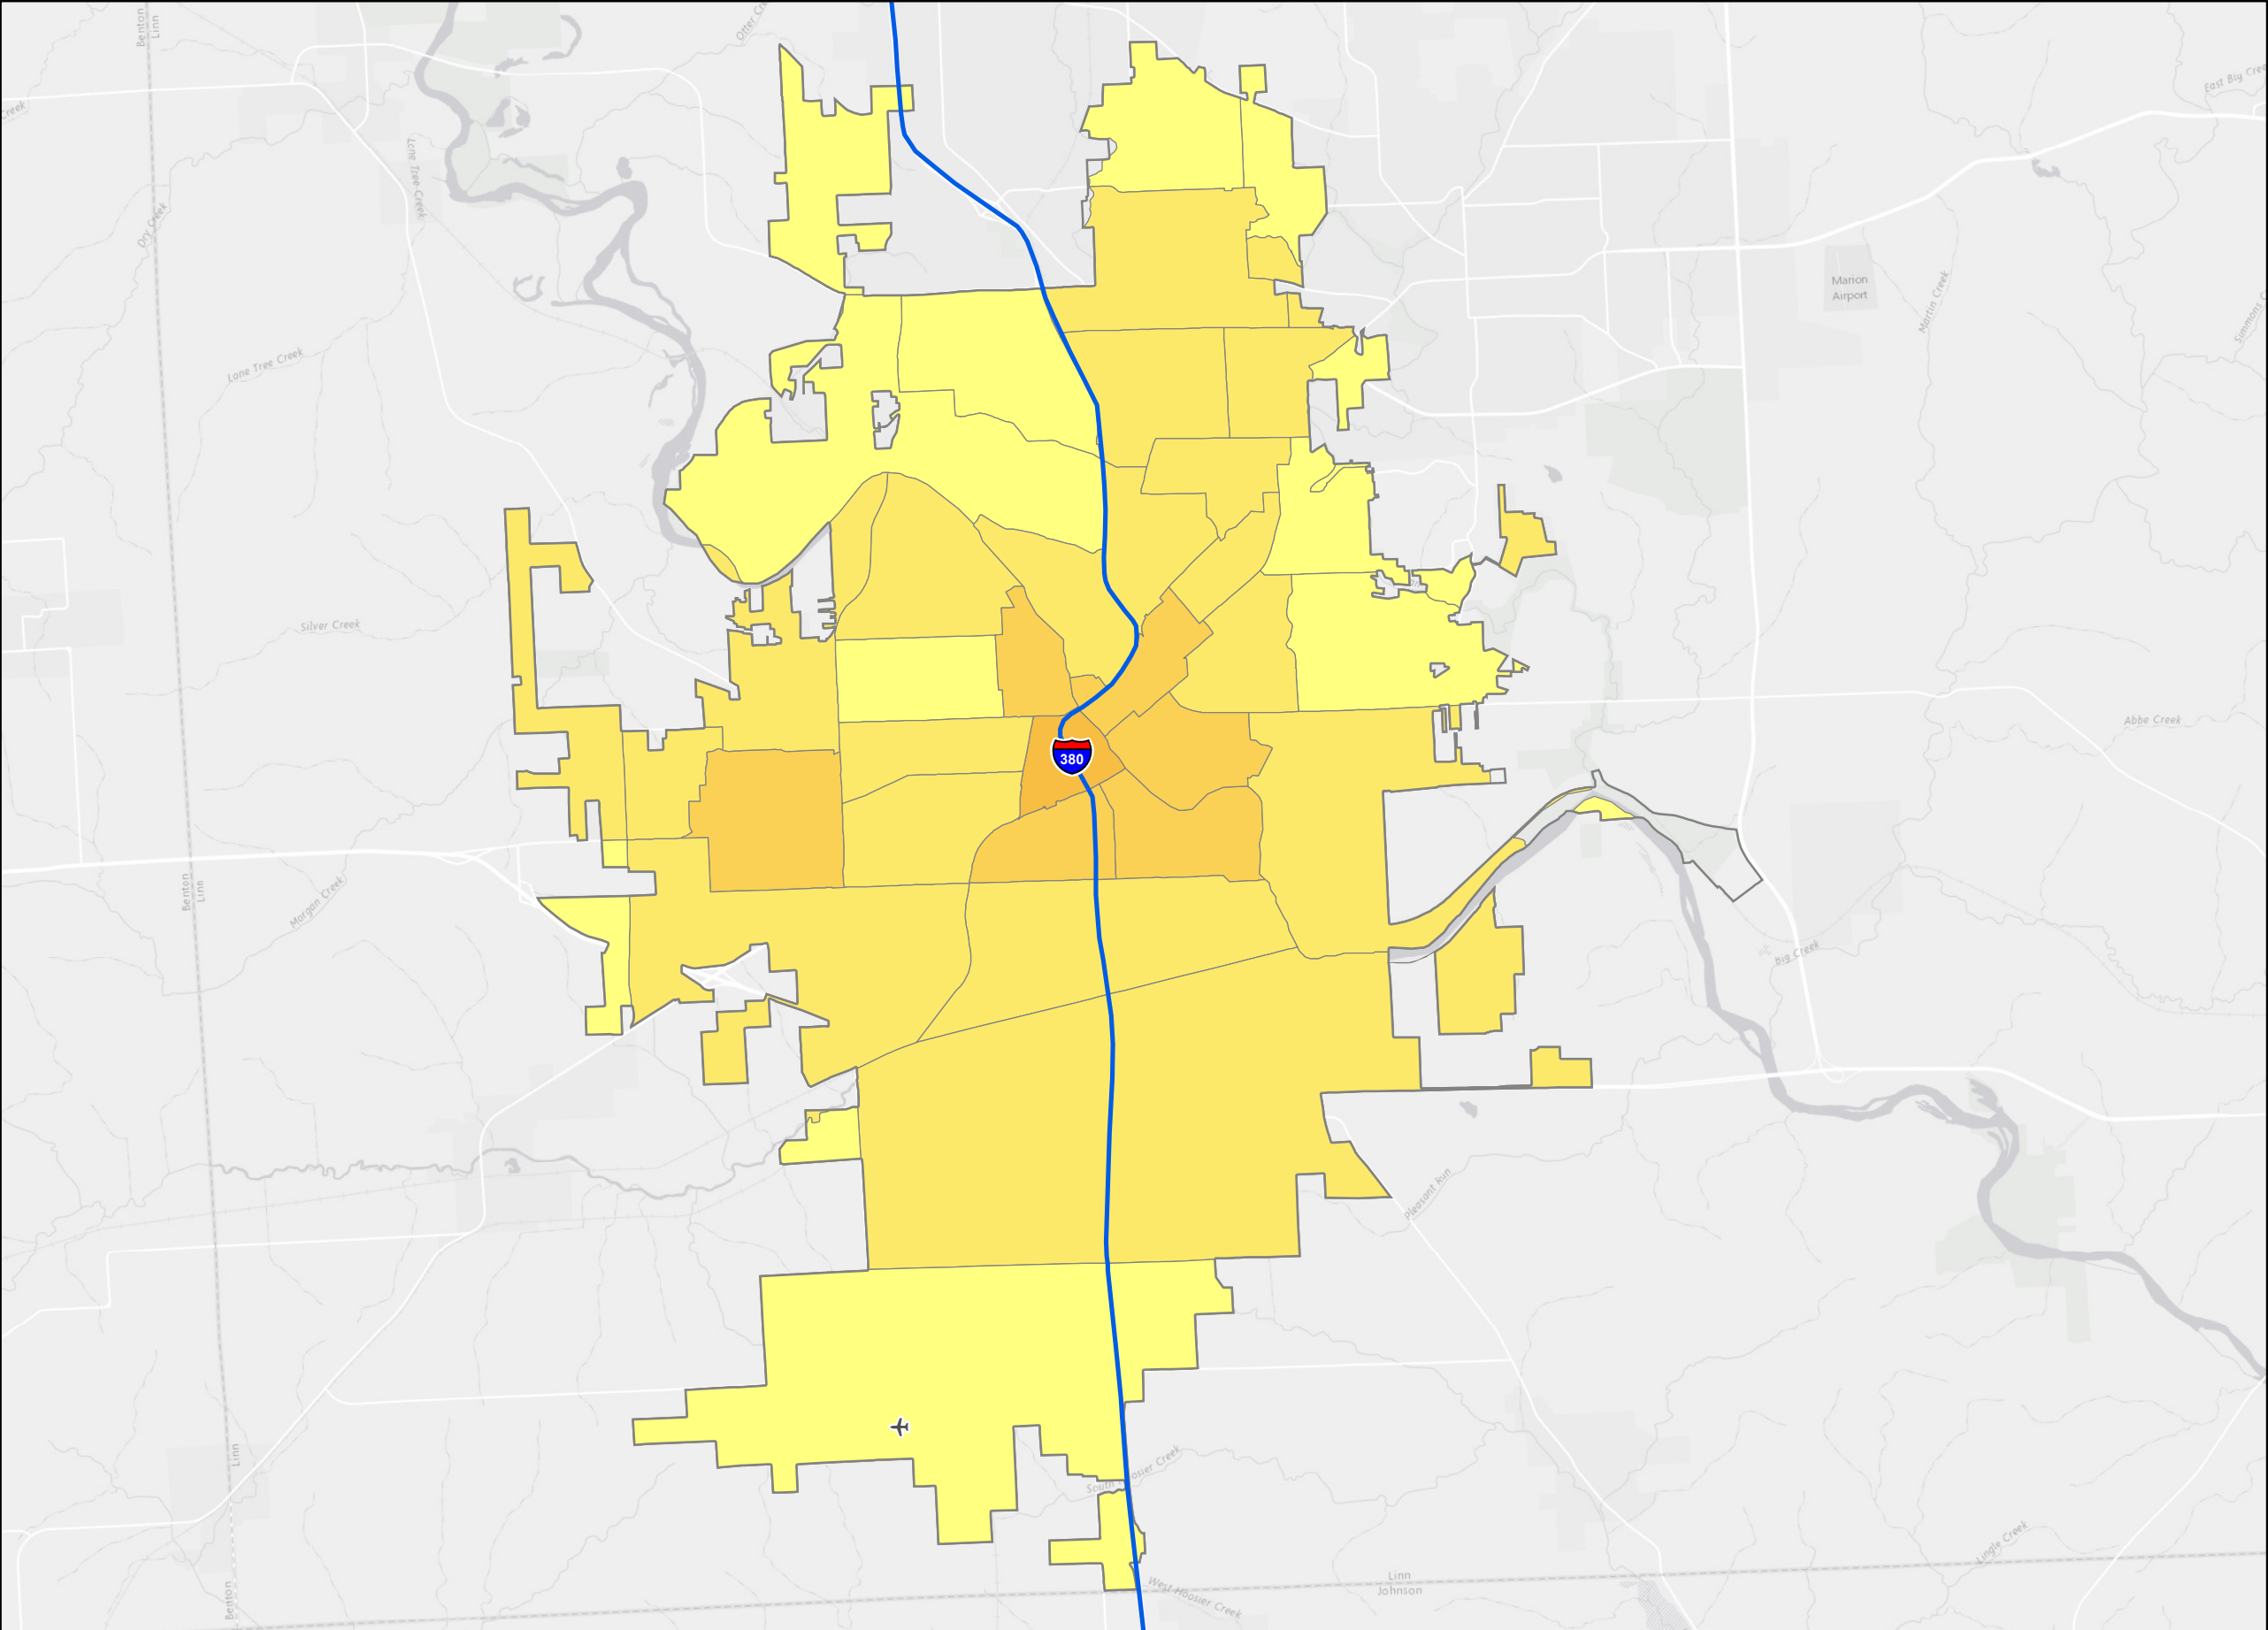 Benton
Linn
Otter Cre
East Big Cree
Creek
Lone Tree Creek
Dry Creek
Marion
Airport
Martin Creek
Simmons C
Lone Tree Creek
Silver Creek
Abbe Creek
380
Benton
Linn
Morgan Creek
Big Creek
Pleasant Run
Linn
South Hoosier Creek
Lingle Creek
Benton
West Hoosier Creek
Linn
Johnson